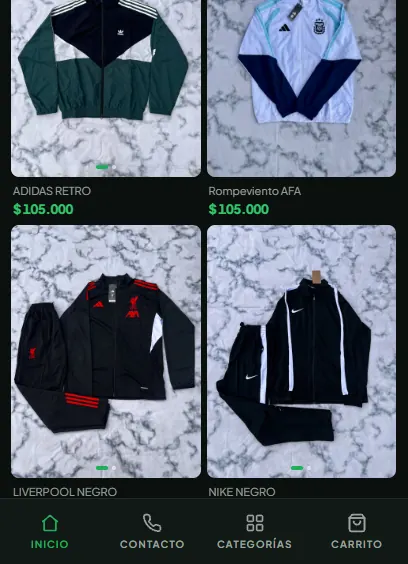 ADIDAS RETRO
Rompeviento AFA
$105.000
$105.000
LIVERPOOL NEGRO
NIKE NEGRO
INICIO
CONTACTO
CATEGORÍAS
CARRITO